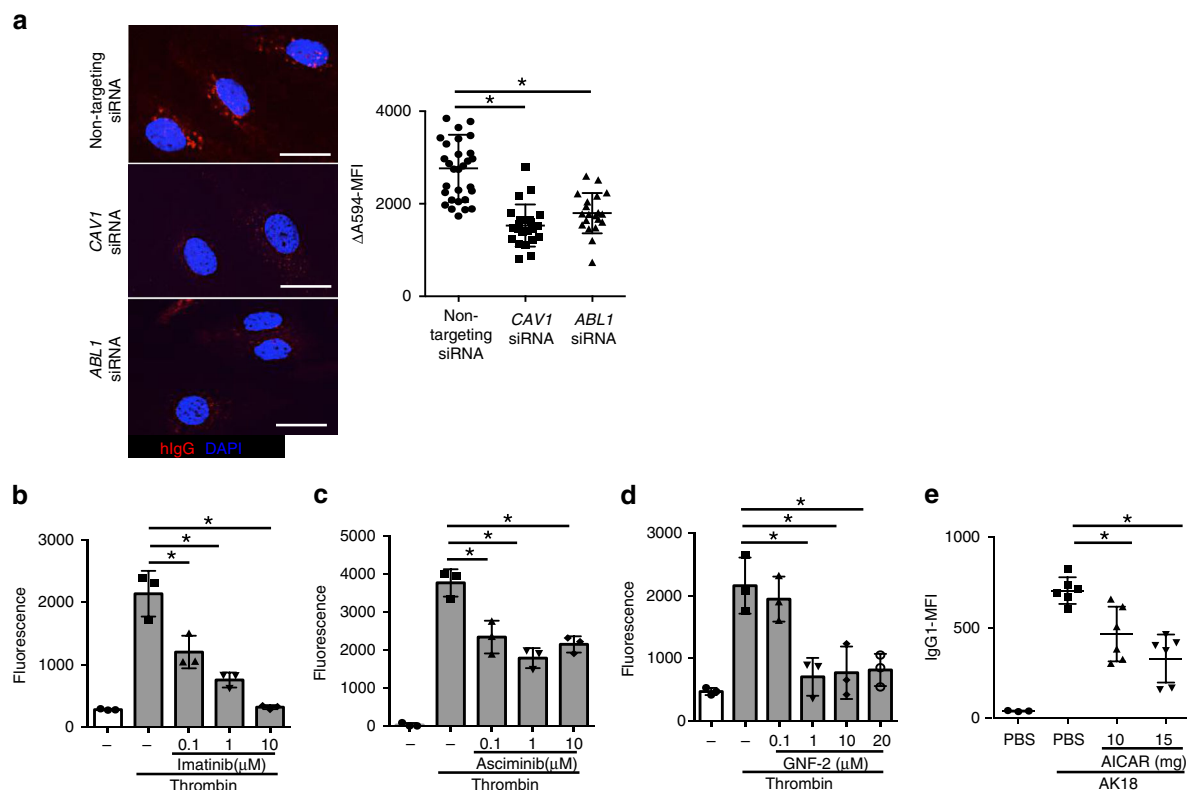 a
Non-targeting
siRNA
CAV1
siRNA
ABL1
siRNA
hIgG DAPI
ΔA594-MFI
4000
2000
0
*
*
Non-
targeting
siRNA
CAV1
siRNA
ABL1
siRNA
b
Fluorescence
3000
2000
1000
0
*
*
*
– – 0.1 1 10
Imatinib(μM)
Thrombin
c
Fluorescence
5000
4000
3000
2000
1000
0
*
*
*
– – 0.1 1 10
Asciminib(μM)
Thrombin
d
Fluorescence
3000
2000
1000
0
*
*
*
– – 0.1 1 10 20
GNF-2 (μM)
Thrombin
e
IgG1-MFI
1000
500
0
*
*
PBS PBS 10 15
AICAR (mg)
AK18